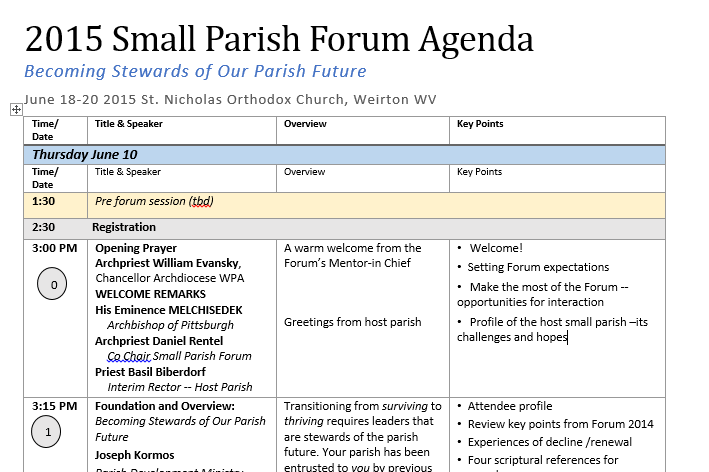 2015 Small Parish Forum Agenda
Becoming Stewards of Our Parish Future
June 18-20 2015 St. Nicholas Orthodox Church, Weirton WV
Time/ Title & Speaker Overview Key Points
Date
Thursday June 10
Time/ Title & Speaker Overview Key Points
Date
1:30 Pre forum session (tbd)
2:30 Registration
3:00 PM
0
Opening Prayer
Archpriest William Evansky,
Chancellor Archdiocese WPA
WELCOME REMARKS
His Eminence MELCHISEDEK
Archbishop of Pittsburgh
Archpriest Daniel Rentel
Co Chair Small Parish Forum
Priest Basil Biberdorf
Interim Rector -- Host Parish
A warm welcome from the
Forum's Mentor-in Chief
Greetings from host parish
• Welcome!
• Setting Forum expectations
• Make the most of the Forum --
opportunities for interaction
• Profile of the host small parish –its
challenges and hopes
3:15 PM
1
Foundation and Overview:
Becoming Stewards of Our Parish
Future
Joseph Kormos
Parish Development Ministry
Transitioning from surviving to
thriving requires leaders that
are stewards of the parish
future. Your parish has been
entrusted to you by previous
• Attendee profile
• Review key points from Forum 2014
• Experiences of decline /renewal
• Four scriptural references for